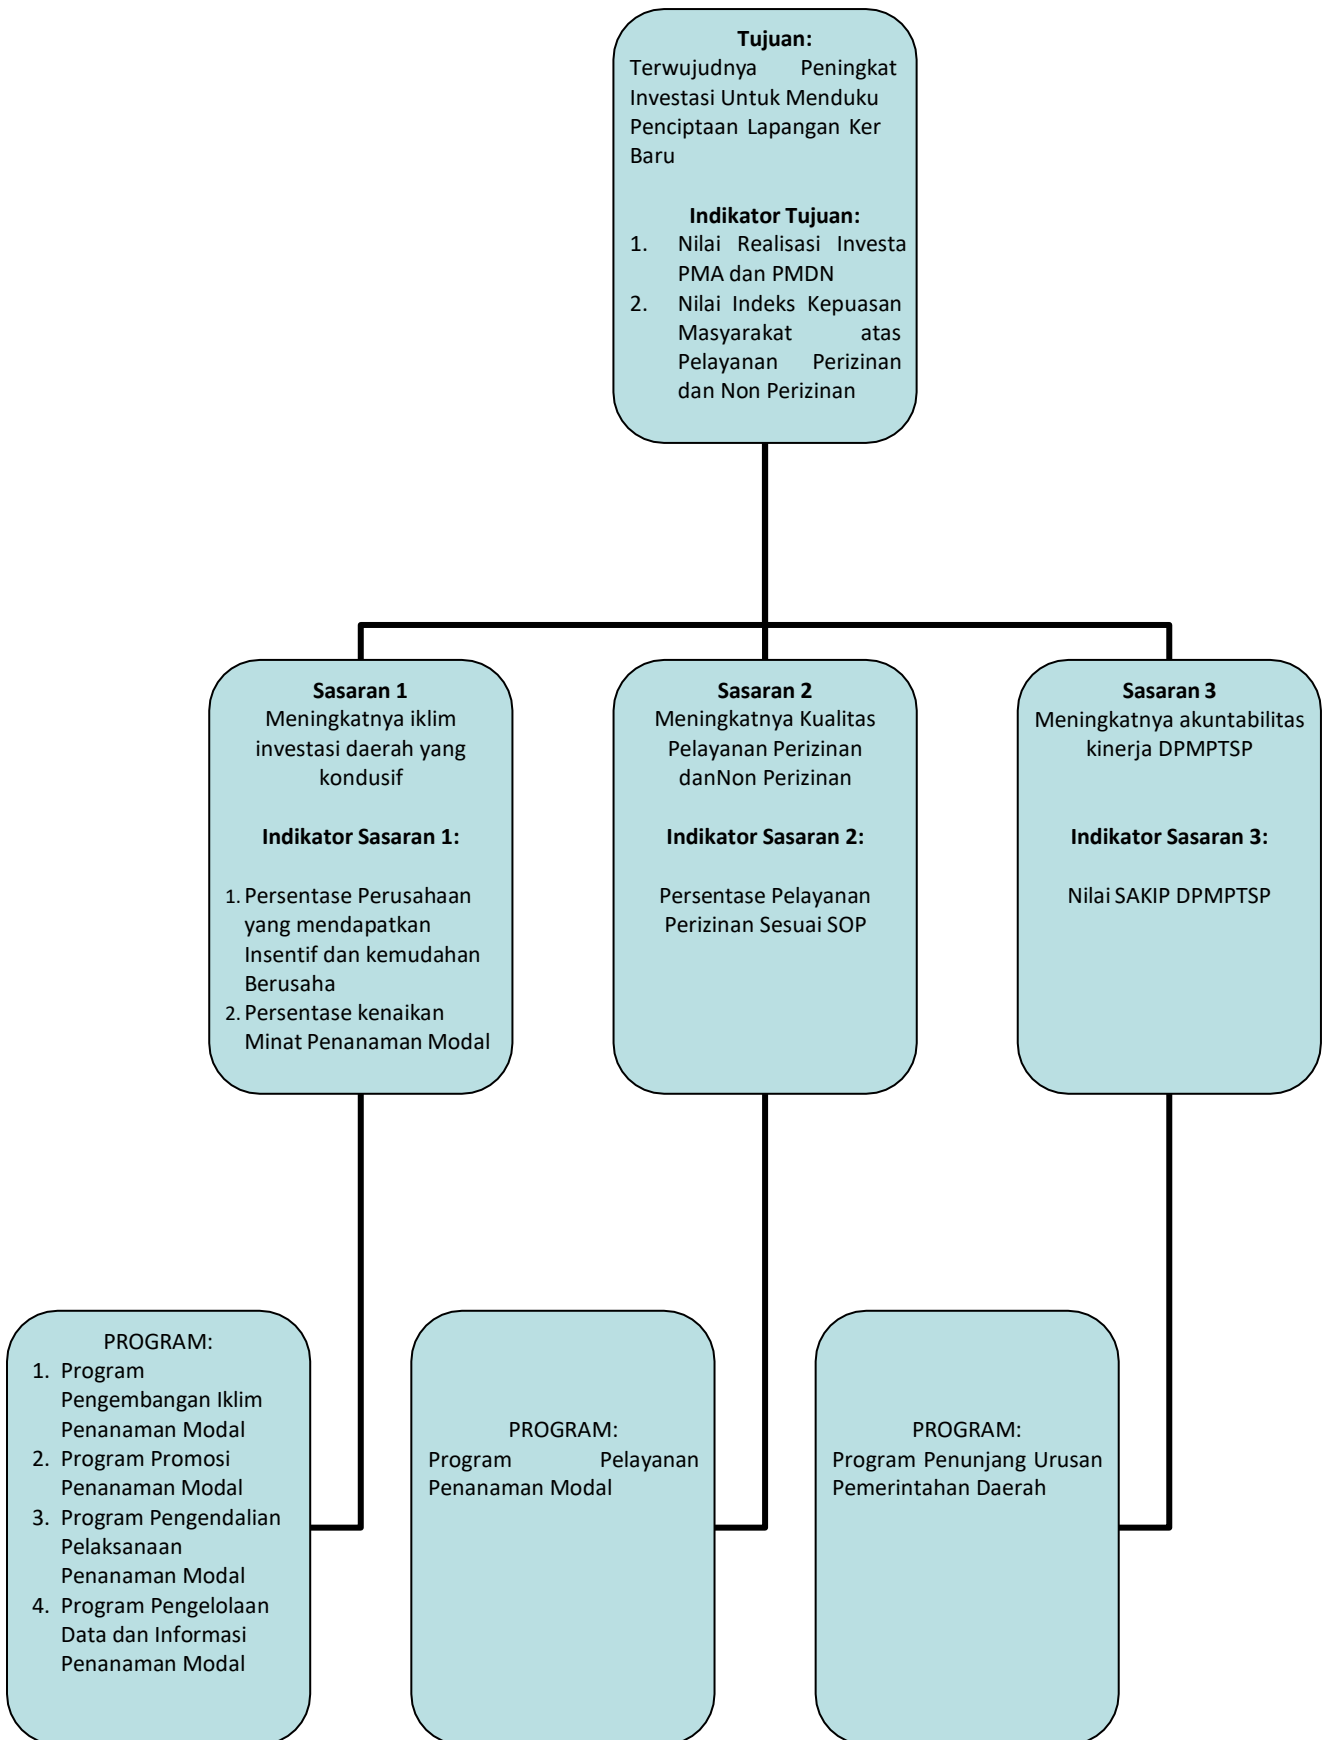 Tujuan:
Terwujudnya Peningkat
Investasi Untuk Menduku
Penciptaan Lapangan Ker
Baru
Indikator Tujuan:
1. Nilai Realisasi Investa
PMA dan PMDN
2. Nilai Indeks Kepuasan
Masyarakat atas
Pelayanan Perizinan
dan Non Perizinan
Sasaran 1
Meningkatnya iklim
investasi daerah yang
kondusif
Indikator Sasaran 1:
1. Persentase Perusahaan
yang mendapatkan
Insentif dan kemudahan
Berusaha
2. Persentase kenaikan
Minat Penanaman Modal
Sasaran 2
Meningkatnya Kualitas
Pelayanan Perizinan
danNon Perizinan
Indikator Sasaran 2:
Persentase Pelayanan
Perizinan Sesuai SOP
Sasaran 3
Meningkatnya akuntabilitas
kinerja DPMPTSP
Indikator Sasaran 3:
Nilai SAKIP DPMPTSP
PROGRAM:
1. Program
Pengembangan Iklim
Penanaman Modal
2. Program Promosi
Penanaman Modal
3. Program Pengendalian
Pelaksanaan
Penanaman Modal
4. Program Pengelolaan
Data dan Informasi
Penanaman Modal
PROGRAM:
Program Pelayanan
Penanaman Modal
PROGRAM:
Program Penunjang Urusan
Pemerintahan Daerah